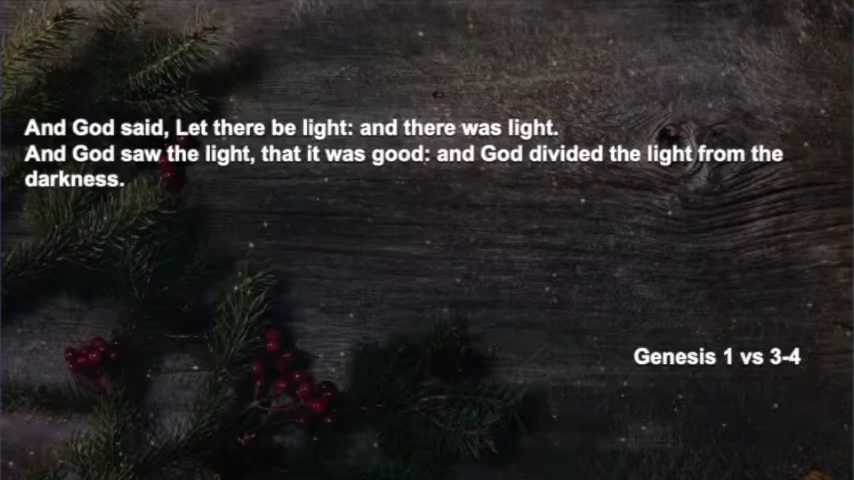 And God said, Let there be light: and there was light.
And God saw the light, that it was good: and God divided the light from the
darkness.
Genesis 1 vs 3-4